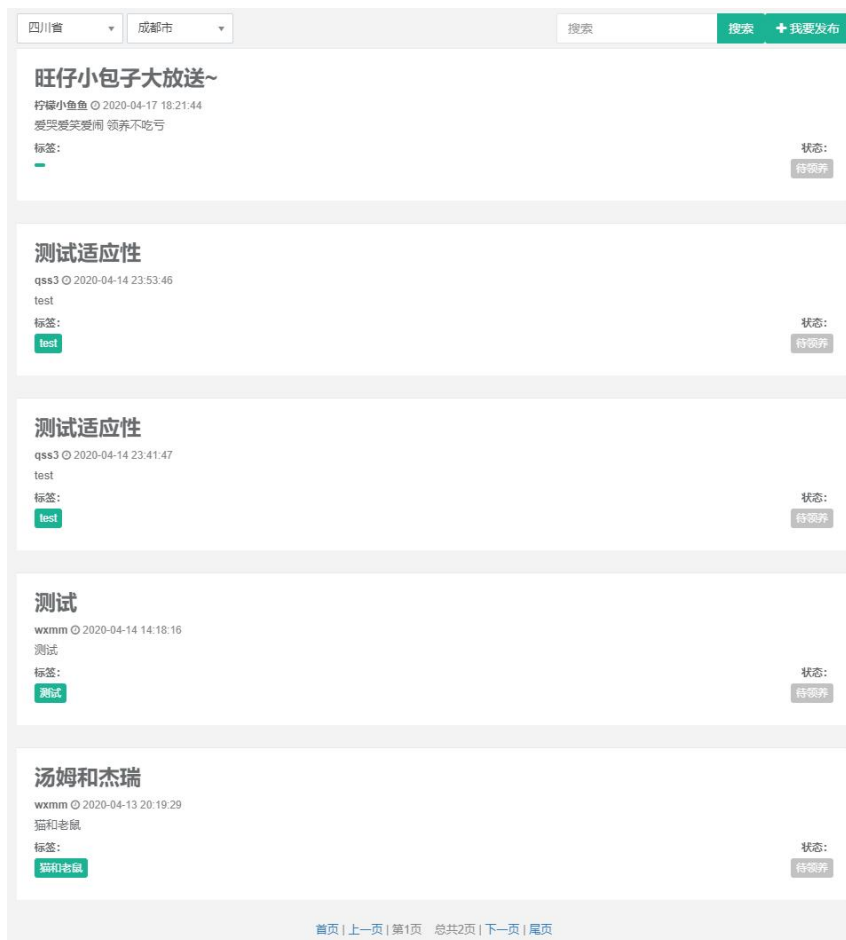 四川省 成都市 搜索 搜索 我要发布
旺仔小包子大放送~
柠檬小鱼鱼 2020-04-17 18:21:44
爱哭爱笑爱闹 领养不吃亏
标签: 状态:
待领养
测试适应性
qss3 2020-04-14 23:53:46
test
标签: 状态:
test 待领养
测试适应性
qss3 2020-04-14 23:41:47
test
标签: 状态:
test 待领养
测试
wxmm 2020-04-14 14:18:16
测试
标签: 状态:
测试 待领养
汤姆和杰瑞
wxmm 2020-04-13 20:19:29
猫和老鼠
标签: 状态:
猫和老鼠 待领养
首页 | 上一页 | 第1页 总共2页 | 下一页 | 尾页